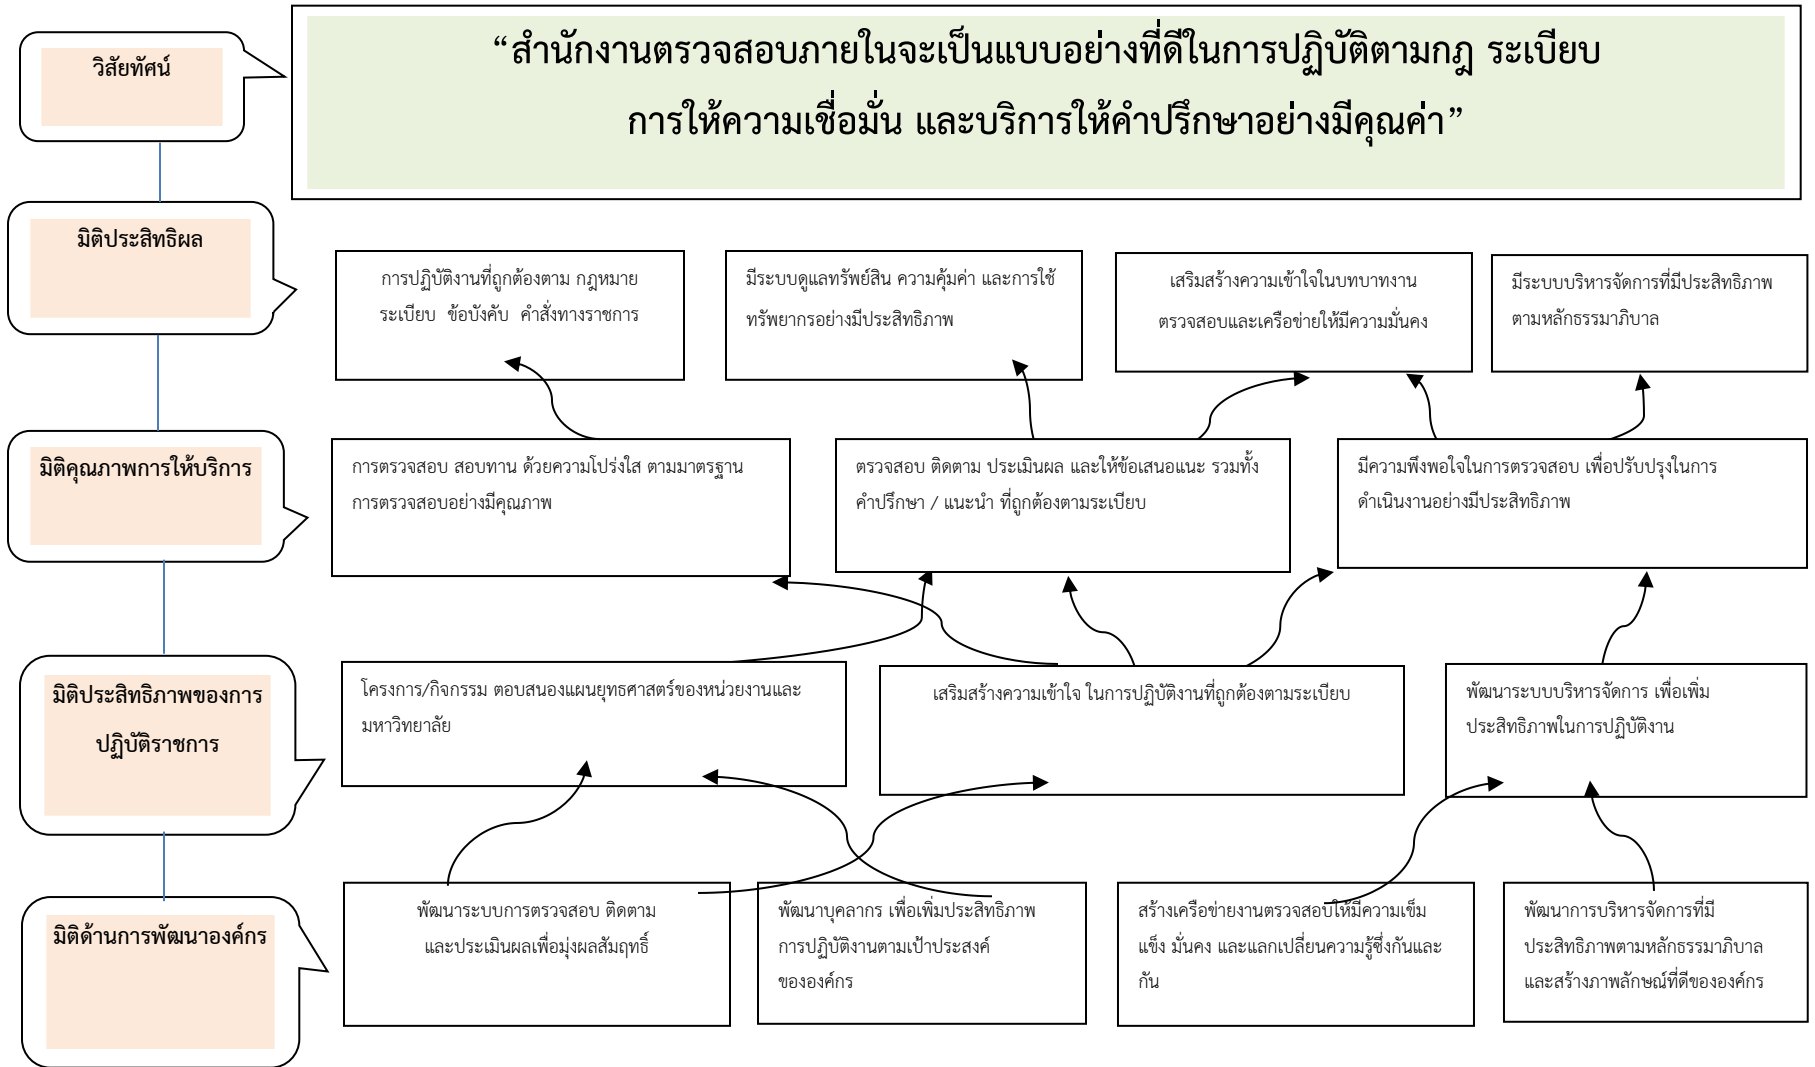 วิสัยทัศน์
“สำนักงานตรวจสอบภายในจะเป็นแบบอย่างที่ดีในการปฏิบัติตามกฎ ระเบียบ
การให้ความเชื่อมั่น และบริการให้คำปรึกษาอย่างมีคุณค่า”
มิติประสิทธิผล
การปฏิบัติงานที่ถูกต้องตาม กฎหมาย
ระเบียบ ข้อบังคับ คำสั่งทางราชการ
มีระบบดูแลทรัพย์สิน ความคุ้มค่า และการใช้
ทรัพยากรอย่างมีประสิทธิภาพ
เสริมสร้างความเข้าใจในบทบาทงาน
ตรวจสอบและเครือข่ายให้มีความมั่นคง
มีระบบบริหารจัดการที่มีประสิทธิภาพ
ตามหลักธรรมาภิบาล
มิติคุณภาพการให้บริการ
การตรวจสอบ สอบทาน ด้วยความโปร่งใส ตามมาตรฐาน
การตรวจสอบอย่างมีคุณภาพ
ตรวจสอบ ติดตาม ประเมินผล และให้ข้อเสนอแนะ รวมทั้ง
คำปรึกษา / แนะนำ ที่ถูกต้องตามระเบียบ
มีความพึงพอใจในการตรวจสอบ เพื่อปรับปรุงในการ
ดำเนินงานอย่างมีประสิทธิภาพ
มิติประสิทธิภาพของการ
ปฏิบัติราชการ
โครงการ/กิจกรรม ตอบสนองแผนยุทธศาสตร์ของหน่วยงานและ
มหาวิทยาลัย
เสริมสร้างความเข้าใจ ในการปฏิบัติงานที่ถูกต้องตามระเบียบ
พัฒนาระบบบริหารจัดการ เพื่อเพิ่ม
ประสิทธิภาพในการปฏิบัติงาน
มิติด้านการพัฒนาองค์กร
พัฒนาระบบการตรวจสอบ ติดตาม
และประเมินผลเพื่อมุ่งผลสัมฤทธิ์
พัฒนาบุคลากร เพื่อเพิ่มประสิทธิภาพ
การปฏิบัติงานตามเป้าประสงค์
ขององค์กร
สร้างเครือข่ายงานตรวจสอบให้มีความเข็ม
แข็ง มั่นคง และแลกเปลี่ยนความรู้ซึ่งกันและ
กัน
พัฒนาการบริหารจัดการที่มี
ประสิทธิภาพตามหลักธรรมาภิบาล
และสร้างภาพลักษณ์ที่ดีขององค์กร